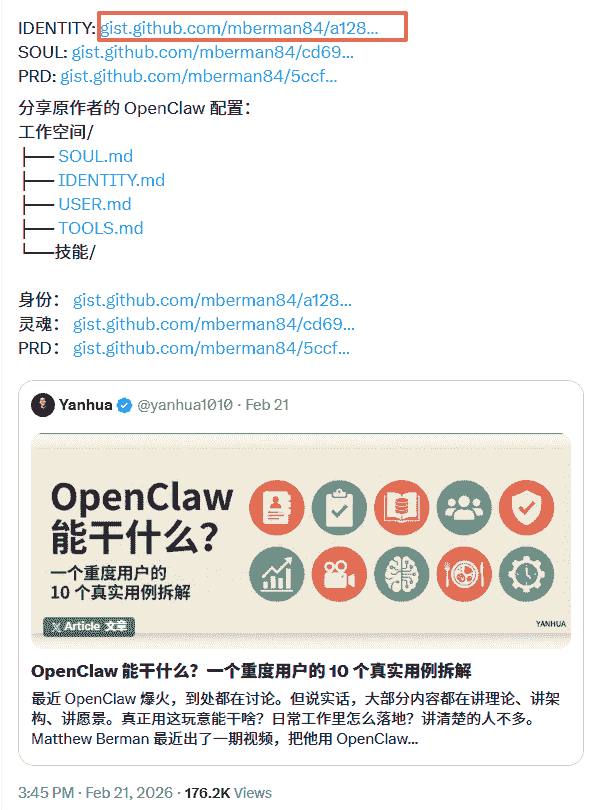 IDENTITY: gist.github.com/mberman84/a128...
SOUL: gist.github.com/mberman84/cd69...
PRD: gist.github.com/mberman84/5ccf...
分享原作者的 OpenClaw 配置：
工作空间/
├── SOUL.md
├── IDENTITY.md
├── USER.md
├── TOOLS.md
└──技能/
身份： gist.github.com/mberman84/a128...
灵魂： gist.github.com/mberman84/cd69...
PRD： gist.github.com/mberman84/5ccf...
Yanhua @yanhua1010 · Feb 21
OpenClaw
能干什么？
一个重度用户的
10 个真实用例拆解
X Article 文章
YANHUA
OpenClaw 能干什么？一个重度用户的 10 个真实用例拆解
最近 OpenClaw 爆火，到处都在讨论。但说实话，大部分内容都在讲理论、讲架
构、讲愿景。真正用这玩意能干啥？日常工作里怎么落地？讲清楚的人不多。
Matthew Berman 最近出了一期视频，把他用 OpenClaw...
3:45 PM · Feb 21, 2026 · 176.2K Views